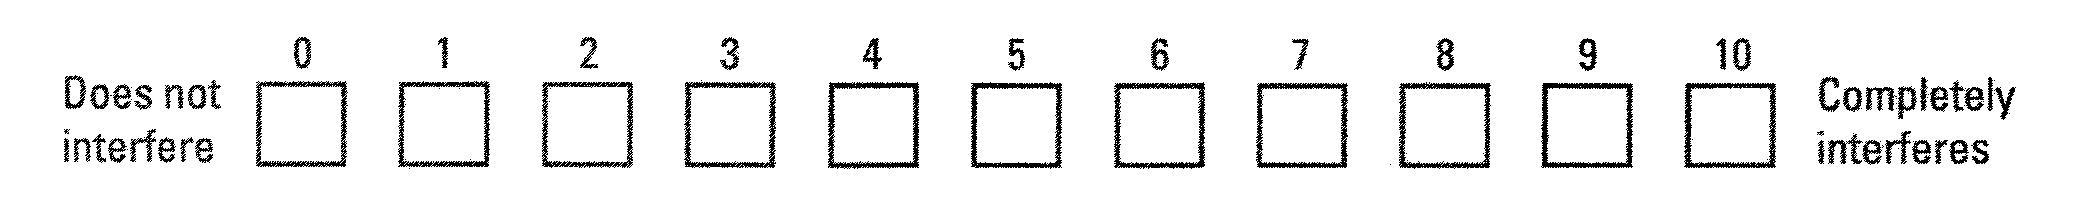 0 1 2 3 4 5 6 7 8 9 10
Does not
interfere
Completely
interferes